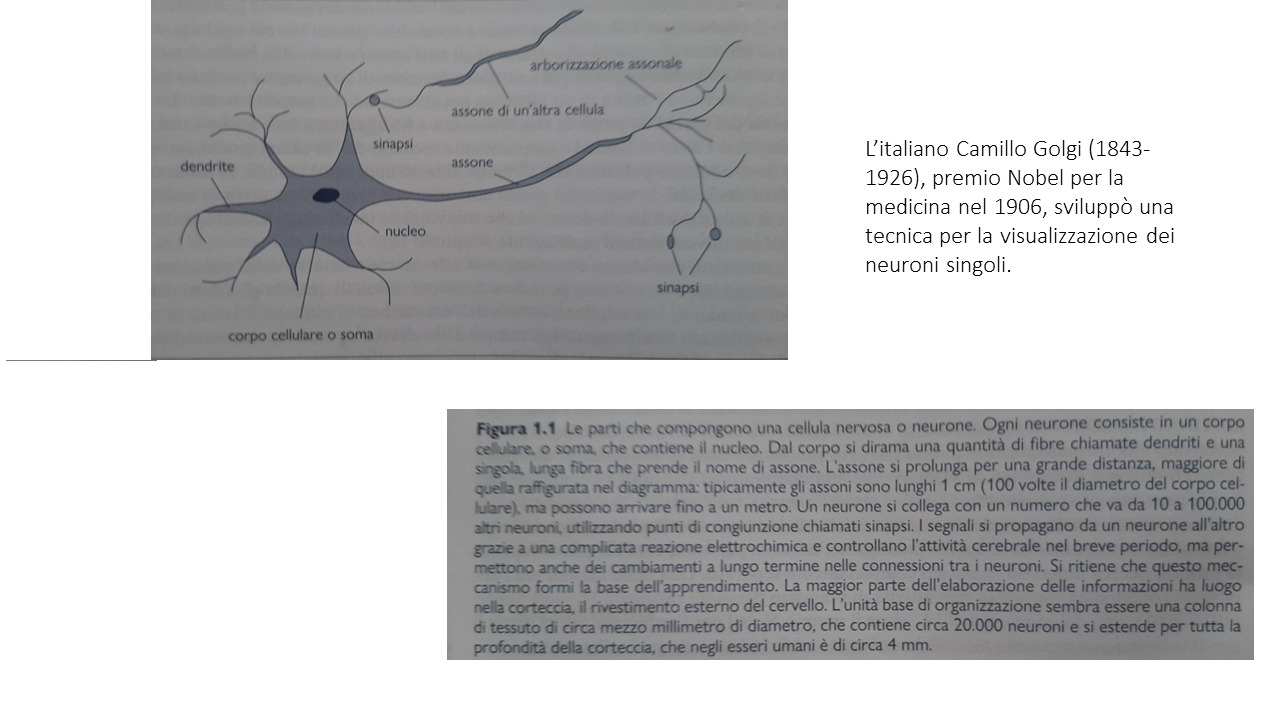 arborizzazione assonale
assone di un'altra cellula
sinapsi
dendrite
assone
nucleo
sinapsi
corpo cellulare o soma
L'italiano Camillo Golgi (1843-
1926), premio Nobel per la
medicina nel 1906, sviluppò una
tecnica per la visualizzazione dei
neuroni singoli.
Figura 1.1 Le parti che compongono una cellula nervosa o neurone. Ogni neurone consiste in un corpo
cellulare, o soma, che contiene il nucleo. Dal corpo si dirama una quantità di fibre chiamate dendriti e una
singola, lunga fibra che prende il nome di assone. L'assone si prolunga per una grande distanza, maggiore di
quella raffigurata nel diagramma: tipicamente gli assoni sono lunghi 1 cm (100 volte il diametro del corpo cel-
lulare), ma possono arrivare fino a un metro. Un neurone si collega con un numero che va da 10 a 100.000
altri neuroni, utilizzando punti di congiunzione chiamati sinapsi. I segnali si propagano da un neurone all'altro
grazie a una complicata reazione elettrochimica e controllano l'attività cerebrale nel breve periodo, ma per-
mettono anche dei cambiamenti a lungo termine nelle connessioni tra i neuroni. Si ritiene che questo mec-
canismo formi la base dell'apprendimento. La maggior parte dell'elaborazione delle informazioni ha luogo
nella corteccia, il rivestimento esterno del cervello. L'unità base di organizzazione sembra essere una colonna
di tessuto di circa mezzo millimetro di diametro, che contiene circa 20.000 neuroni e si estende per tutta la
profondità della corteccia, che negli esseri umani è di circa 4 mm.